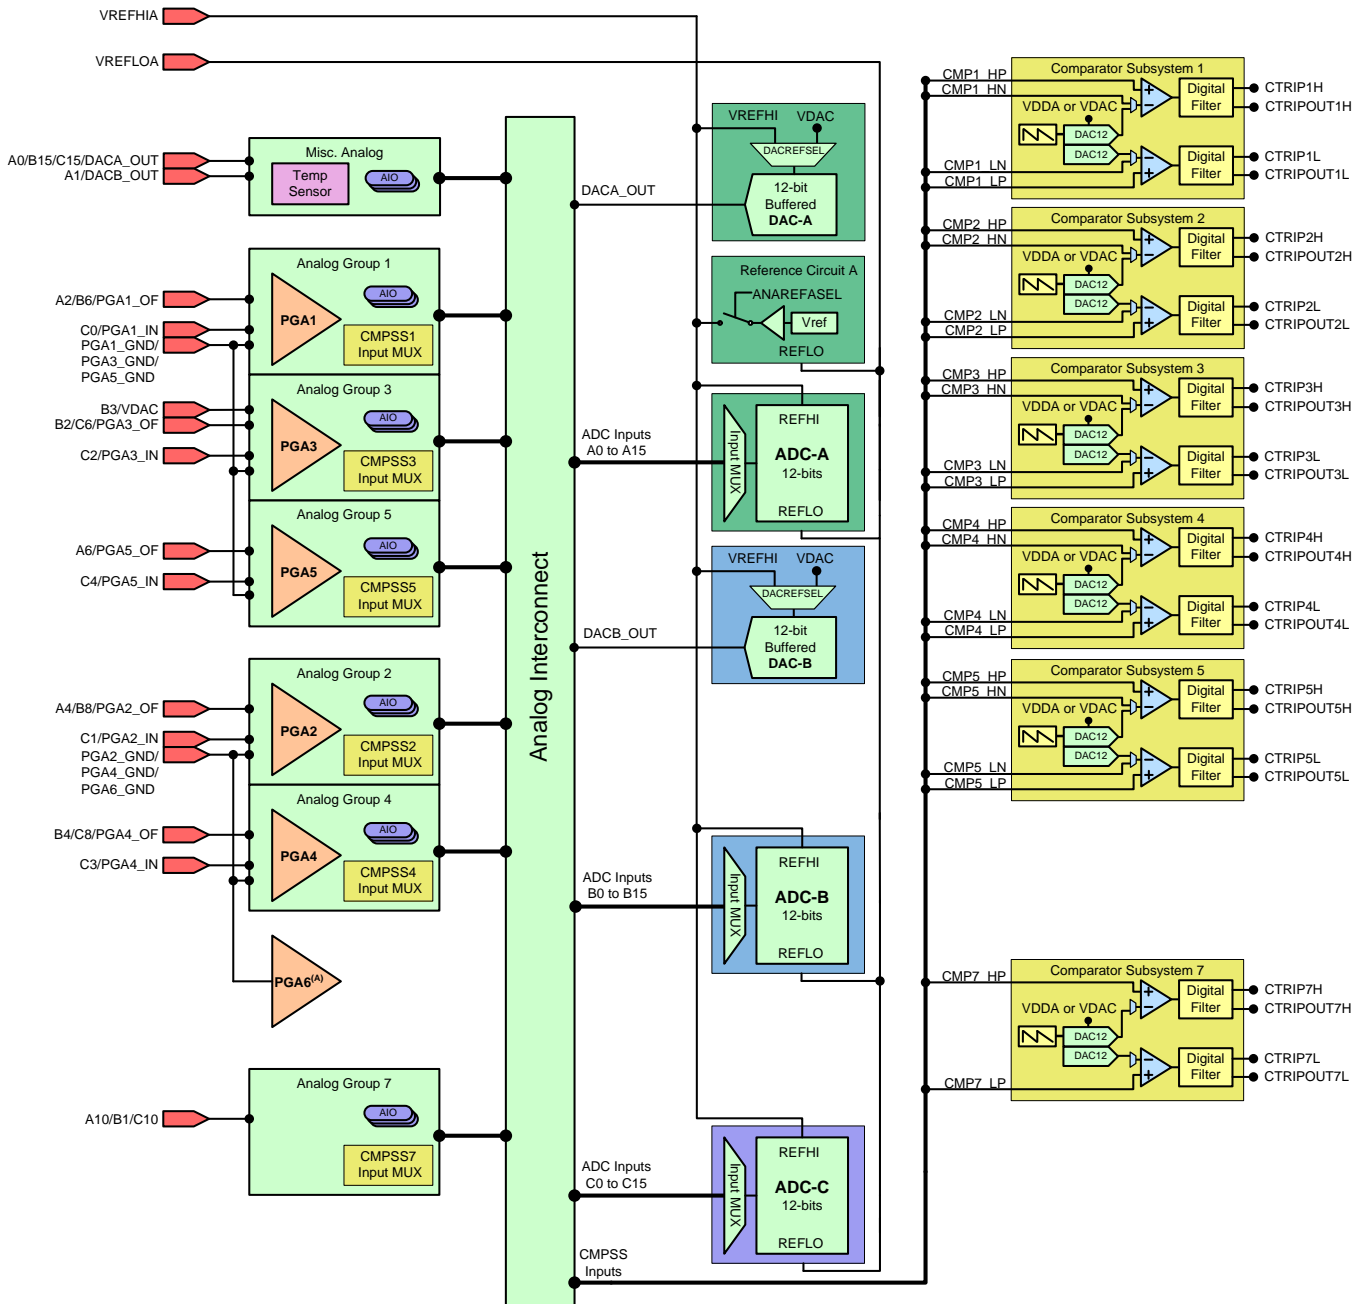 VREFHIA
VREFLOA
A0/B15/C15/DACA_OUT
A1/DACB_OUT
Misc. Analog
Temp
Sensor
AIO
Analog Group 1
A2/B6/PGA1_OF
C0/PGA1_IN
PGA1_GND/
PGA3_GND/
PGA5_GND
PGA1
AIO
CMPSS1
Input MUX
Analog Group 3
B3/VDAC
B2/C6/PGA3_OF
C2/PGA3_IN
PGA3
AIO
CMPSS3
Input MUX
Analog Group 5
A6/PGA5_OF
C4/PGA5_IN
PGA5
AIO
CMPSS5
Input MUX
Analog Group 2
A4/B8/PGA2_OF
C1/PGA2_IN
PGA2_GND/
PGA4_GND/
PGA6_GND
PGA2
AIO
CMPSS2
Input MUX
Analog Group 4
B4/C8/PGA4_OF
C3/PGA4_IN
PGA4
AIO
CMPSS4
Input MUX
PGA6(A)
Analog Group 7
A10/B1/C10
AIO
CMPSS7
Input MUX
Analog Interconnect
DACA_OUT
VREFHI
VDAC
DACREFSEL
12-bit
Buffered
DAC-A
Reference Circuit A
ANAREFASEL
Vref
REFLO
ADC Inputs
A0 to A15
Input MUX
REFHI
ADC-A
12-bits
REFLO
DACB_OUT
VREFHI
VDAC
DACREFSEL
12-bit
Buffered
DAC-B
ADC Inputs
B0 to B15
Input MUX
REFHI
ADC-B
12-bits
REFLO
ADC Inputs
C0 to C15
Input MUX
REFHI
ADC-C
12-bits
REFLO
CMPSS
Inputs
CMP1_HP
CMP1_HN
CMP1_LN
CMP1_LP
Comparator Subsystem 1
VDDA or VDAC
DAC12
DAC12
Digital
Filter
Digital
Filter
CTRIP1H
CTRIPOUT1H
CTRIP1L
CTRIPOUT1L
CMP2_HP
CMP2_HN
CMP2_LN
CMP2_LP
Comparator Subsystem 2
VDDA or VDAC
DAC12
DAC12
Digital
Filter
Digital
Filter
CTRIP2H
CTRIPOUT2H
CTRIP2L
CTRIPOUT2L
CMP3_HP
CMP3_HN
CMP3_LN
CMP3_LP
Comparator Subsystem 3
VDDA or VDAC
DAC12
DAC12
Digital
Filter
Digital
Filter
CTRIP3H
CTRIPOUT3H
CTRIP3L
CTRIPOUT3L
CMP4_HP
CMP4_HN
CMP4_LN
CMP4_LP
Comparator Subsystem 4
VDDA or VDAC
DAC12
DAC12
Digital
Filter
Digital
Filter
CTRIP4H
CTRIPOUT4H
CTRIP4L
CTRIPOUT4L
CMP5_HP
CMP5_HN
CMP5_LN
CMP5_LP
Comparator Subsystem 5
VDDA or VDAC
DAC12
DAC12
Digital
Filter
Digital
Filter
CTRIP5H
CTRIPOUT5H
CTRIP5L
CTRIPOUT5L
CMP7_HP
CMP7_LP
Comparator Subsystem 7
VDDA or VDAC
DAC12
DAC12
Digital
Filter
Digital
Filter
CTRIP7H
CTRIPOUT7H
CTRIP7L
CTRIPOUT7L